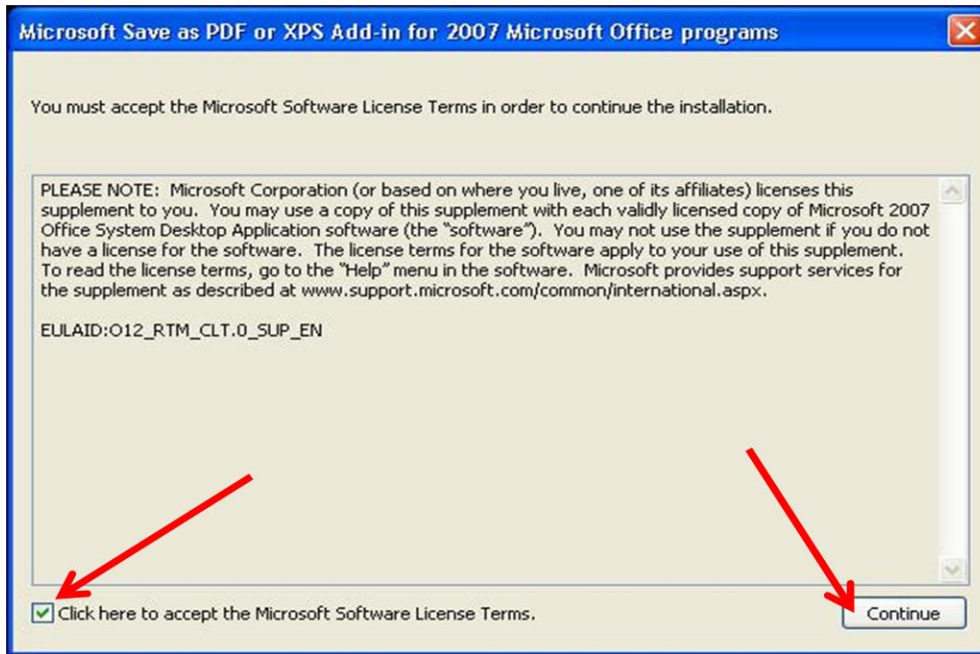 Microsoft Save as PDF or XPS Add-in for 2007 Microsoft Office programs
You must accept the Microsoft Software License Terms in order to continue the installation.
PLEASE NOTE:  Microsoft Corporation (or based on where you live, one of its affiliates) licenses this
supplement to you.  You may use a copy of this supplement with each validly licensed copy of Microsoft 2007
Office System Desktop Application software (the “software”).  You may not use the supplement if you do not
have a license for the software.  The license terms for the software apply to your use of this supplement.
To read the license terms, go to the “Help” menu in the software.  Microsoft provides support services for
the supplement as described at www.support.microsoft.com/common/international.aspx.
EULAID:O12_RTM_CLT.0_SUP_EN
Click here to accept the Microsoft Software License Terms.
Continue